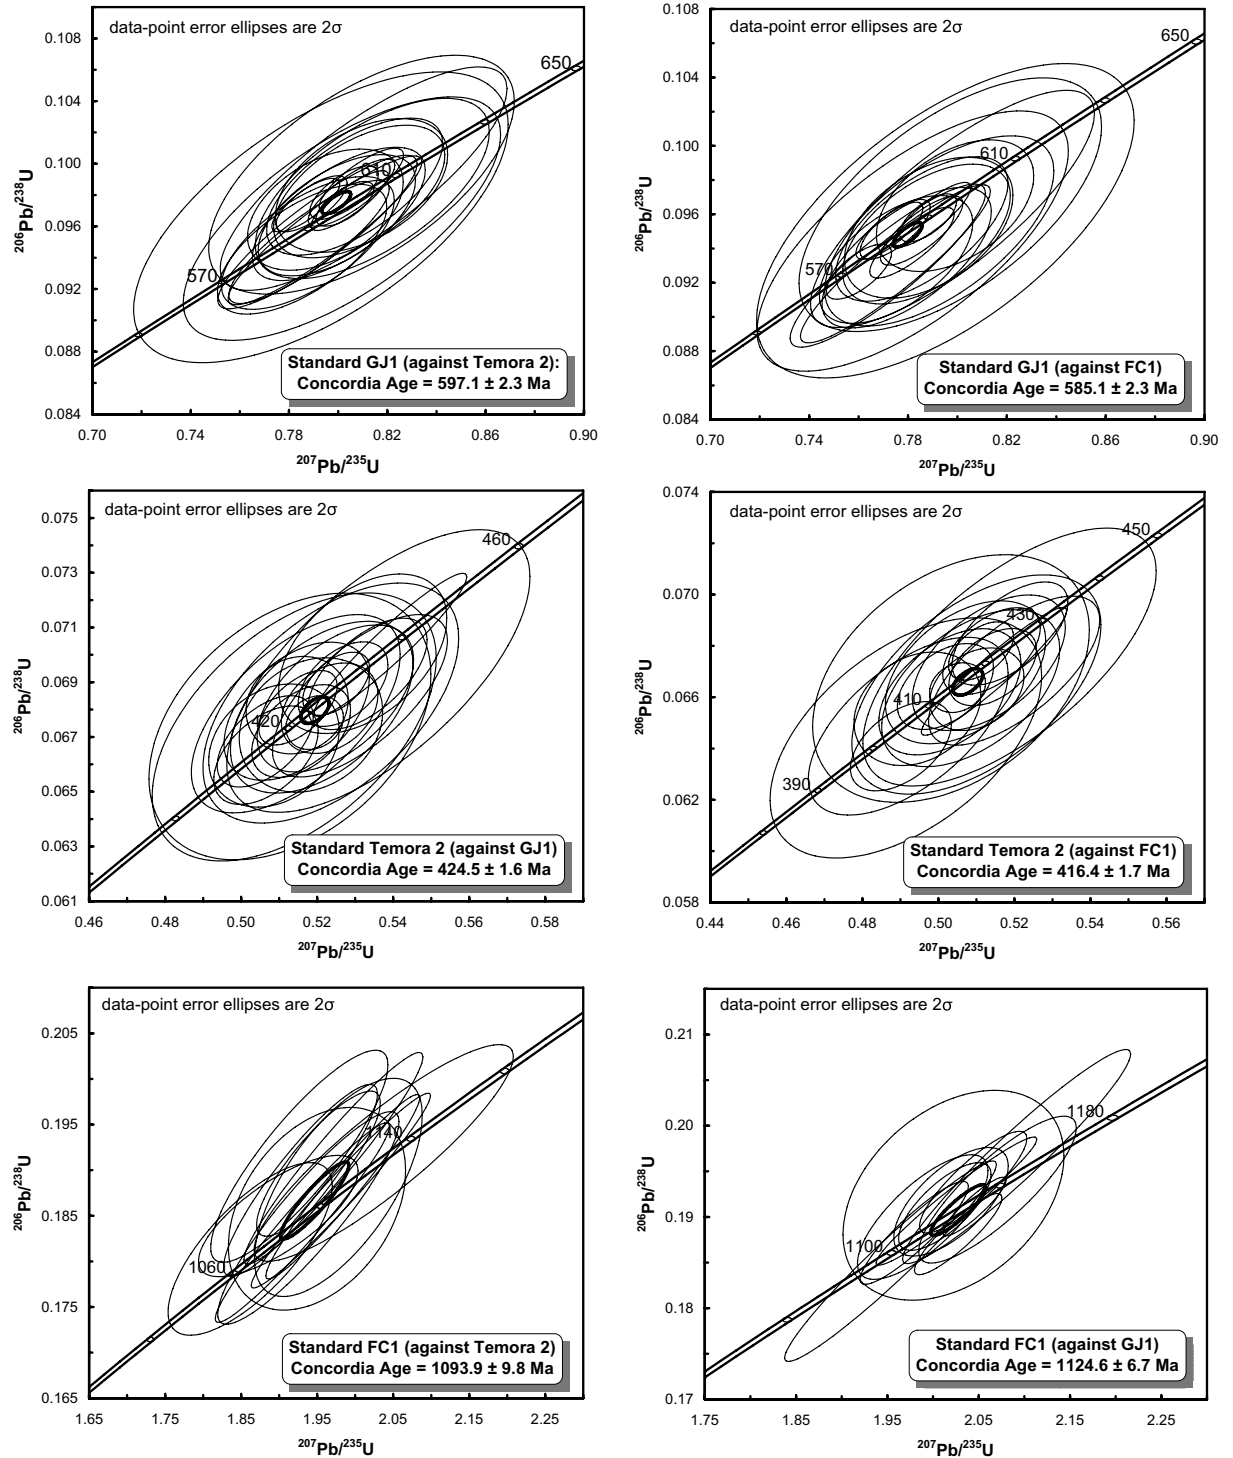 data-point error ellipses are 2σ
0.108
0.104
0.100
0.096
0.092
0.088
0.084
²⁰⁶Pb/²³⁸U
650
610
570
Standard GJ1 (against Temora 2):
Concordia Age = 597.1 ± 2.3 Ma
0.70 0.74 0.78 0.82 0.86 0.90
²⁰⁷Pb/²³⁵U
data-point error ellipses are 2σ
0.108
0.104
0.100
0.096
0.092
0.088
0.084
²⁰⁶Pb/²³⁸U
650
610
570
Standard GJ1 (against FC1)
Concordia Age = 585.1 ± 2.3 Ma
0.70 0.74 0.78 0.82 0.86 0.90
²⁰⁷Pb/²³⁵U
data-point error ellipses are 2σ
0.075
0.073
0.071
0.069
0.067
0.065
0.063
0.061
²⁰⁶Pb/²³⁸U
460
420
Standard Temora 2 (against GJ1)
Concordia Age = 424.5 ± 1.6 Ma
0.46 0.48 0.50 0.52 0.54 0.56 0.58
²⁰⁷Pb/²³⁵U
data-point error ellipses are 2σ
0.074
0.070
0.066
0.062
0.058
²⁰⁶Pb/²³⁸U
450
430
410
390
Standard Temora 2 (against FC1)
Concordia Age = 416.4 ± 1.7 Ma
0.44 0.46 0.48 0.50 0.52 0.54 0.56
²⁰⁷Pb/²³⁵U
data-point error ellipses are 2σ
0.205
0.195
0.185
0.175
0.165
²⁰⁶Pb/²³⁸U
1140
1060
Standard FC1 (against Temora 2)
Concordia Age = 1093.9 ± 9.8 Ma
1.65 1.75 1.85 1.95 2.05 2.15 2.25
²⁰⁷Pb/²³⁵U
data-point error ellipses are 2σ
0.21
0.20
0.19
0.18
0.17
²⁰⁶Pb/²³⁸U
1180
1100
Standard FC1 (against GJ1)
Concordia Age = 1124.6 ± 6.7 Ma
1.75 1.85 1.95 2.05 2.15 2.25
²⁰⁷Pb/²³⁵U